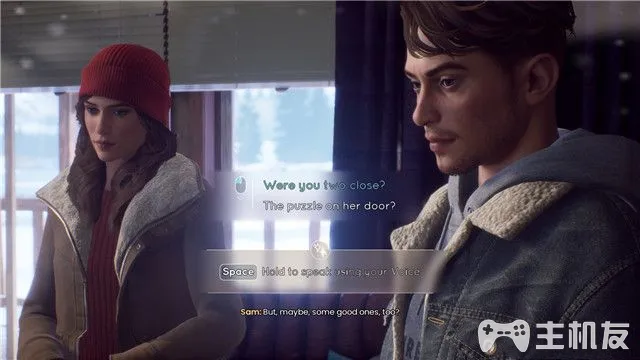 Were you two close?
The puzzle on her door?
Space Hold to speak using your Voice
Sam: But, maybe, some good ones, too?
主机友